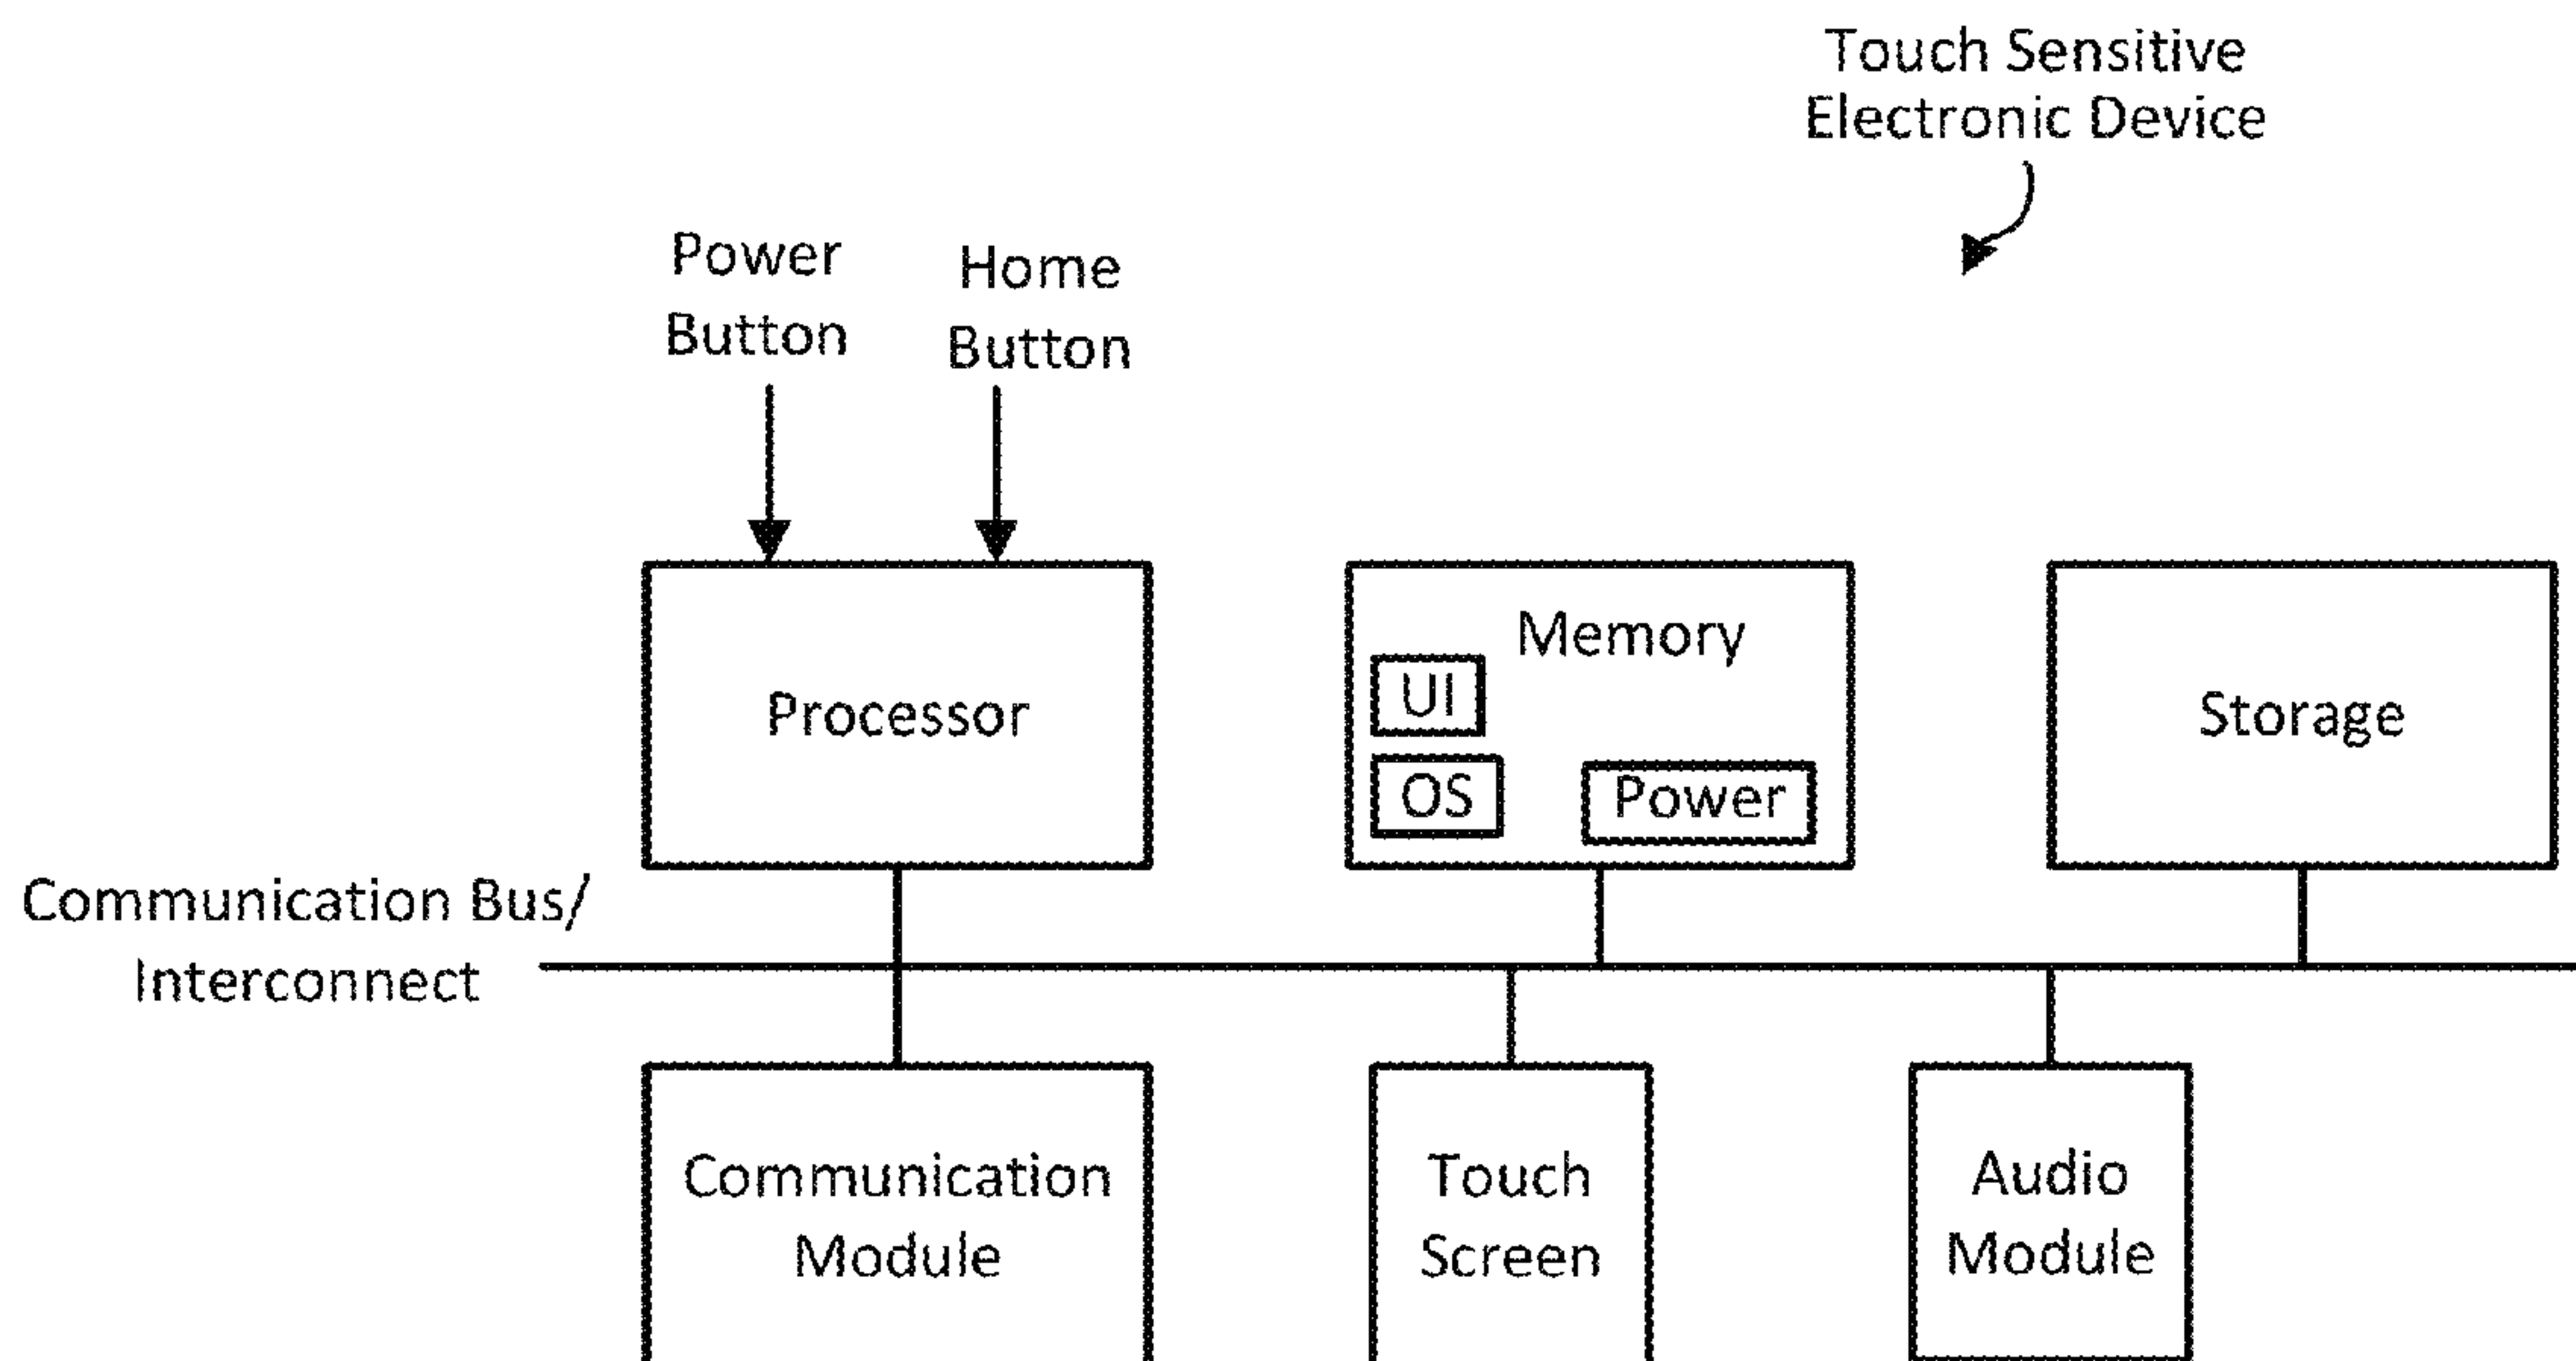 Touch Sensitive
Electronic Device
Power
Button
Home
Button
Processor
Memory
UI
OS
Power
Storage
Communication Bus/
Interconnect
Communication
Module
Touch
Screen
Audio
Module